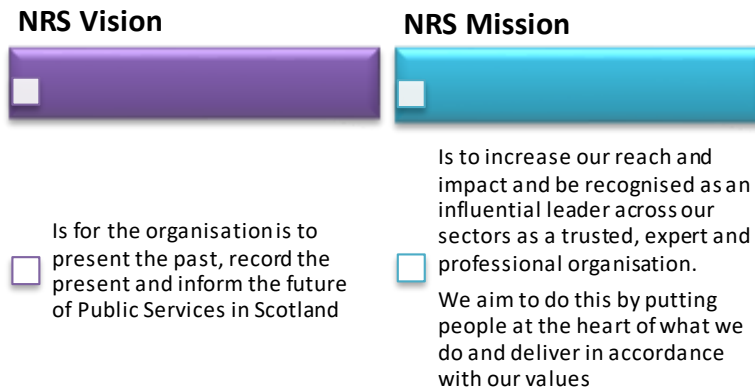 NRS Vision
Is for the organisation is to
present the past, record the
present and inform the future
of Public Services in Scotland
NRS Mission
Is to increase our reach and
impact and be recognised as an
influential leader across our
sectors as a trusted, expert and
professional organisation.
We aim to do this by putting
people at the heart of what we
do and deliver in accordance
with our values